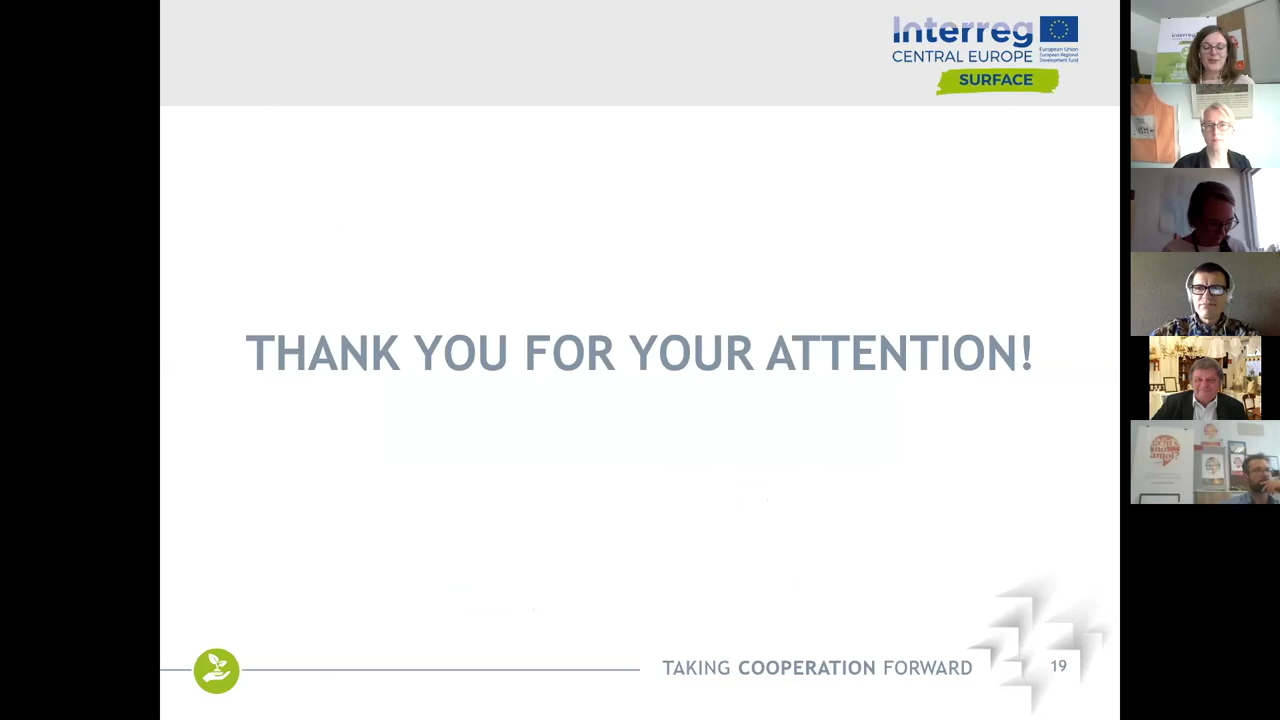 Interreg
CENTRAL EUROPE
European Union
European Regional
Development Fund
SURFACE
THANK YOU FOR YOUR ATTENTION!
TAKING COOPERATION FORWARD
19